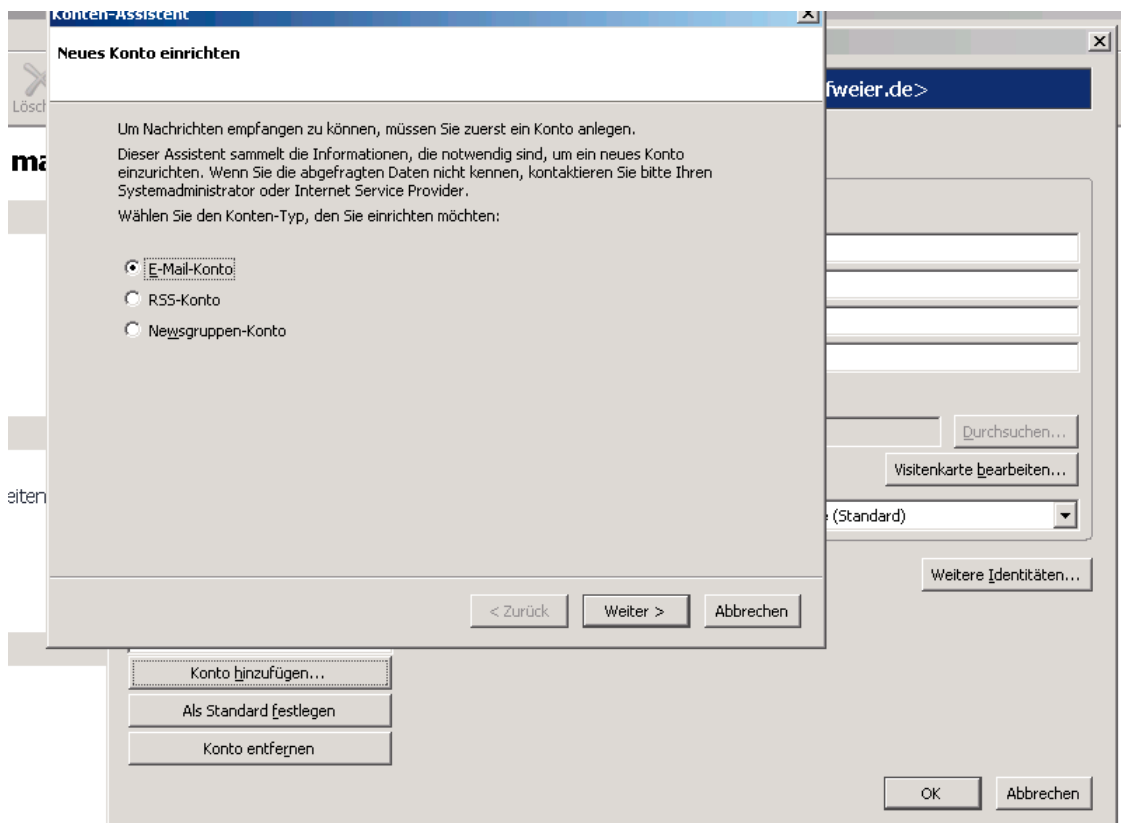 Konten-Assistent
Neues Konto einrichten
Um Nachrichten empfangen zu können, müssen Sie zuerst ein Konto anlegen.
Dieser Assistent sammelt die Informationen, die notwendig sind, um ein neues Konto
einzurichten. Wenn Sie die abgefragten Daten nicht kennen, kontaktieren Sie bitte Ihren
Systemadministrator oder Internet Service Provider.
Wählen Sie den Konten-Typ, den Sie einrichten möchten:
E-Mail-Konto
RSS-Konto
Newsgruppen-Konto
< Zurück
Weiter >
Abbrechen
Lösch
ma
eiten
fweier.de>
Durchsuchen...
Visitenkarte bearbeiten...
(Standard)
Weitere Identitäten...
Konto hinzufügen...
Als Standard festlegen
Konto entfernen
OK
Abbrechen